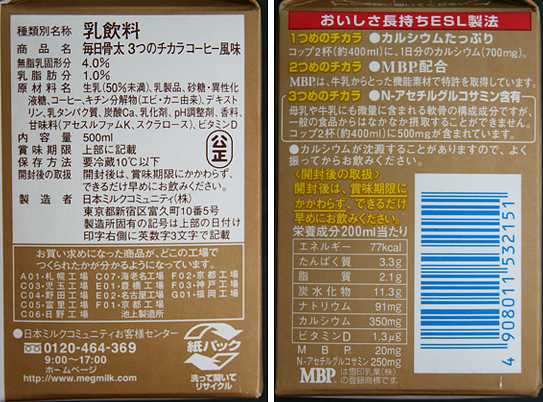 種類別名称 乳飲料
商品名 毎日骨太 3つのチカラコーヒー風味
無脂乳固形分 4.0%
乳脂肪分 1.0%
原材料名 生乳(50%未満)、乳製品、砂糖・異性化
液糖、コーヒー、キチン分解物(エビ・カニ由来)、デキスト
リン、乳タンパク質、炭酸Ca、乳化剤、pH調整剤、香料、
甘味料(アセスルファムK、スクラロース)、ビタミンD
内容量 500ml
賞味期限 上部に記載
保存方法 要冷蔵10℃以下
開封後の取扱 開封後は、賞味期限にかかわらず、
できるだけ早めにお飲みください。
公正
製造者 日本ミルクコミュニティ(株)
東京都新宿区富久町10番5号
製造所固有の記号は上部の日付け
印字右側に英数字3文字で記載
お買い求めになった商品が、どこの工場で
つくられたかが分かるようになっています。
A01・札幌工場 C07・海老名工場 F02・京都工場
C03・児玉工場 E01・豊橋工場 F03・神戸工場
C04・野田工場 E02・名古屋工場 G01・福岡工場
C05・富里工場 F01・京都工場
C06・日野工場 池上製造所
●日本ミルクコミュニティお客様センター
0120-464-369
9:00〜17:00
ホームページ
http://www.megmilk.com
紙パック
洗って開いて
リサイクル
おいしさ長持ちESL製法
1つめのチカラ ●カルシウムたっぷり
コップ2杯(約400ml)に、1日分のカルシウム(700mg)。
2つめのチカラ ●MBP配合
MBPは、牛乳からとった機能素材で特許を取得しています。
3つめのチカラ ●N-アセチルグルコサミン含有
母乳や牛乳にも微量に含まれる軟骨の構成成分ですが、
一般の食品からはなかなか摂取することができません。
コップ2杯(約400ml)に500mgが含まれています。
●カルシウムが沈澱することがありますので、よく
振ってからお飲みください。
〈開封後の取扱〉
開封後は、賞味期限に
かかわらず、できるだけ
早めにお飲みください。
栄養成分200ml当たり
エネルギー 77kcal
たんぱく質 3.3g
脂質 2.1g
炭水化物 11.3g
ナトリウム 91mg
カルシウム 350mg
ビタミンD 1.3μg
MBP 20mg
N-アセチルグルコサミン 250mg
MBP®は雪印乳業(株)
の登録商標です。
4908011532151